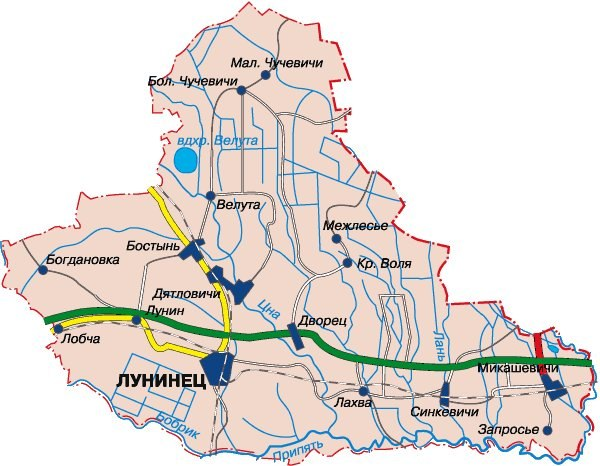 Мал. Чучевичи
Бол. Чучевичи
вдхр. Велута
Велута
Межлесье
Бостынь
Богдановка
Кр. Воля
Дятловичи
Цна
Лунин
Дворец
Лобча
Лань
Микашевичи
ЛУНИНЕЦ
Лахва
Синкевичи
Бобрик
Запросье
Припять